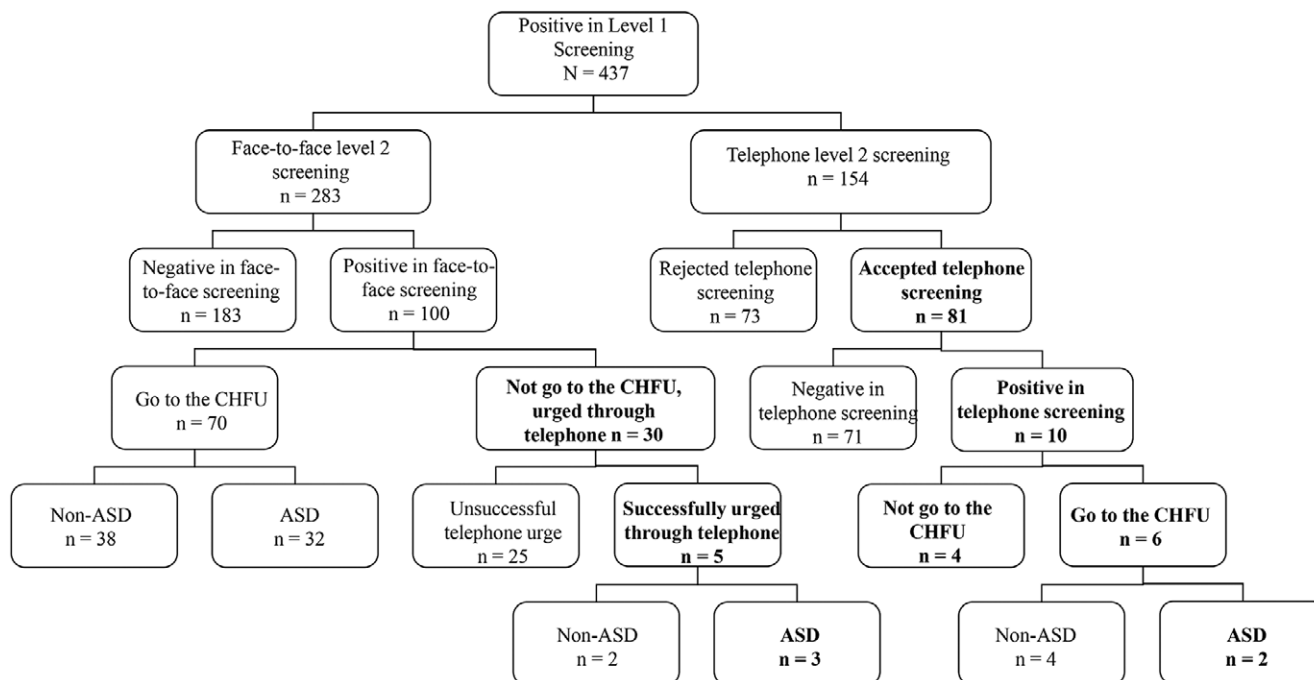 Positive in Level 1
Screening
N = 437
Face-to-face level 2
screening
n = 283
Telephone level 2 screening
n = 154
Negative in face-
to-face screening
n = 183
Positive in face-to-
face screening
n = 100
Rejected telephone
screening
n = 73
Accepted telephone
screening
n = 81
Go to the CHFU
n = 70
Not go to the CHFU,
urged through
telephone n = 30
Negative in
telephone screening
n = 71
Positive in
telephone screening
n = 10
Non-ASD
n = 38
ASD
n = 32
Unsuccessful
telephone urge
n = 25
Successfully urged
through telephone
n = 5
Not go to the
CHFU
n = 4
Go to the CHFU
n = 6
Non-ASD
n = 2
ASD
n = 3
Non-ASD
n = 4
ASD
n = 2